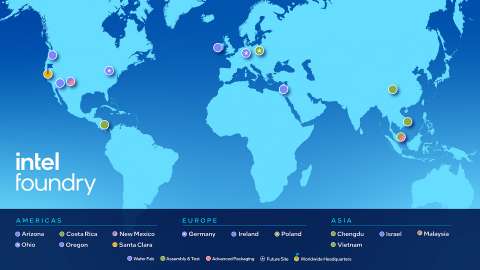 intel
foundry
AMERICAS
Arizona Costa Rica New Mexico
Ohio Oregon Santa Clara
EUROPE
Germany Ireland Poland
ASIA
Chengdu Israel Malaysia
Vietnam
Wafer Fab Assembly & Test Advanced Packaging Future Site Worldwide Headquarters